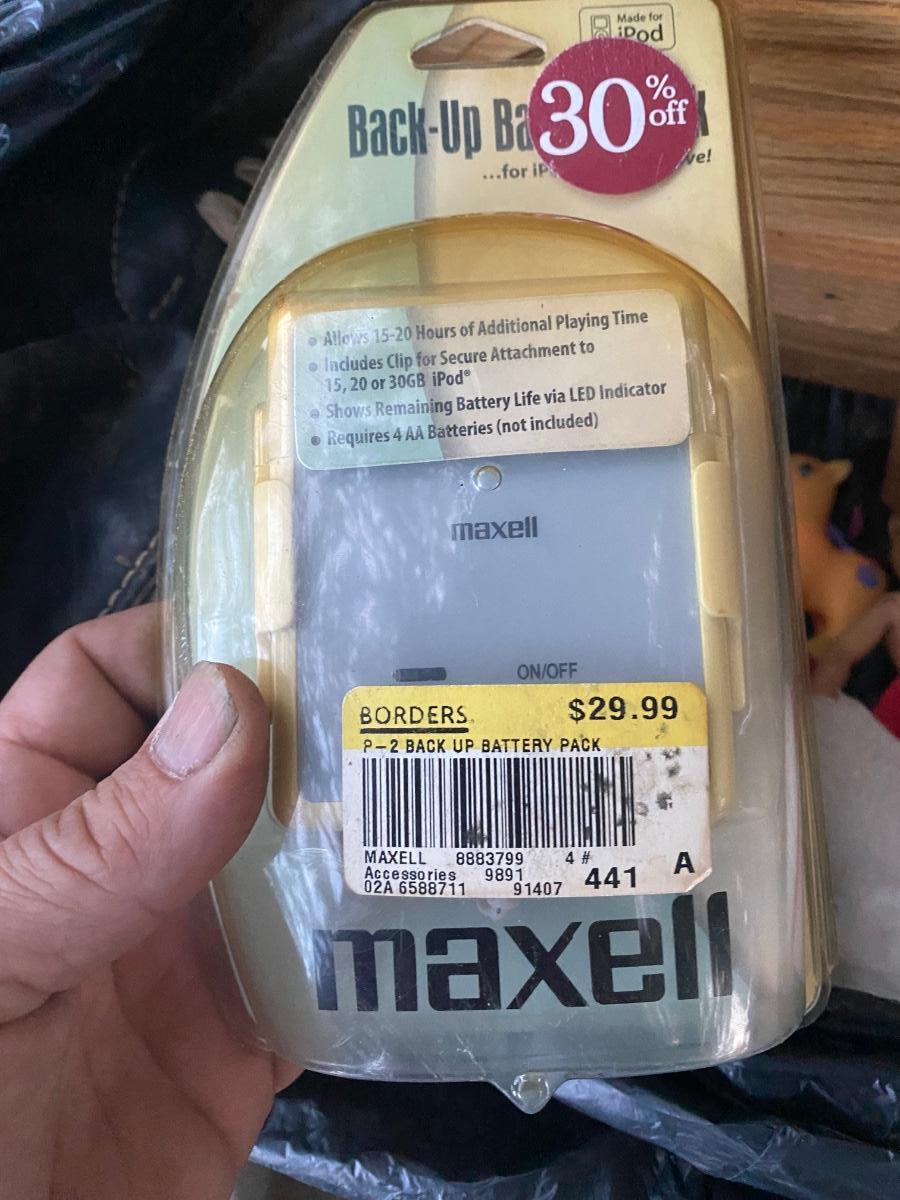 Made for
iPod
30% off
Back-Up
...for
• Allows 15-20 Hours of Additional Playing Time
• Includes Clip for Secure Attachment to
15, 20 or 30GB iPod®
• Shows Remaining Battery Life via LED Indicator
• Requires 4 AA Batteries (not included)
maxell
ON/OFF
BORDERS. $29.99
P-2 BACK UP BATTERY PACK
MAXELL 8883799 4 #
Accessories 9891 441 A
02A 6588711 91407
maxell